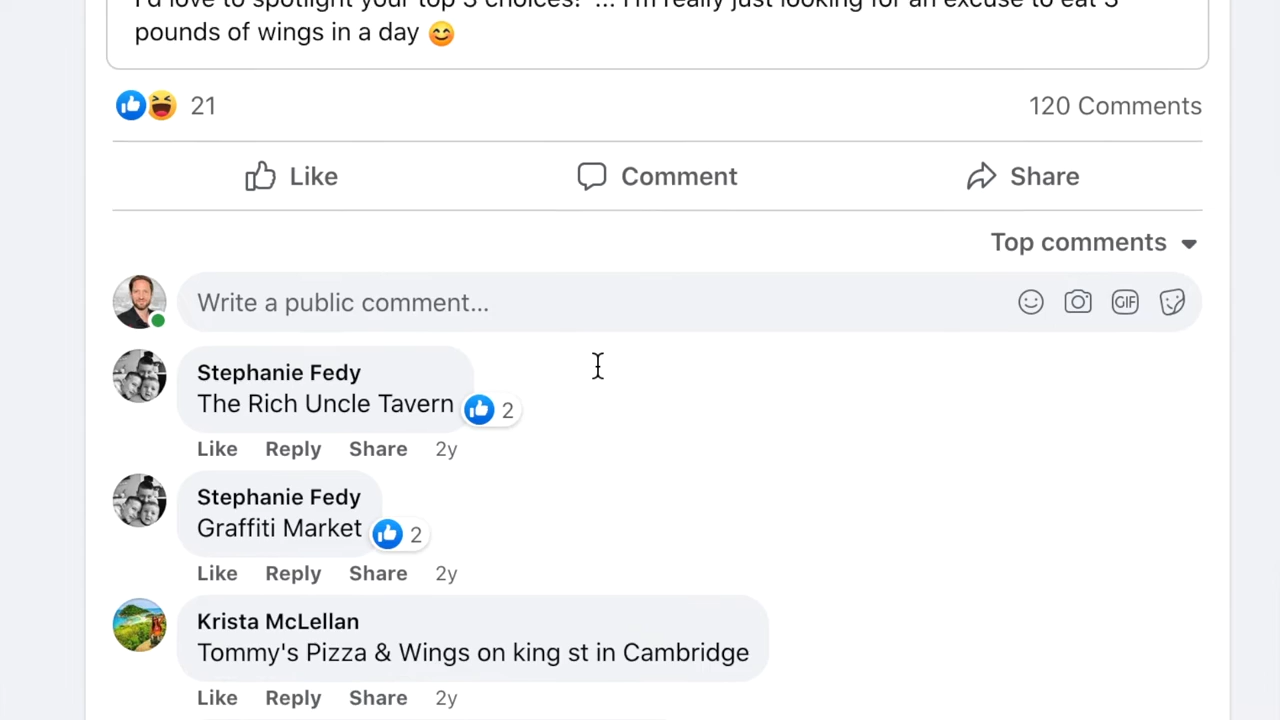 I'd love to spotlight your top 3 choices! ... I'm really just looking for an excuse to eat 3
pounds of wings in a day 😊
21
120 Comments
Like
Comment
Share
Top comments
Write a public comment...
GIF
Stephanie Fedy
The Rich Uncle Tavern
2
Like Reply Share 2y
Stephanie Fedy
Graffiti Market
2
Like Reply Share 2y
Krista McLellan
Tommy's Pizza & Wings on king st in Cambridge
Like Reply Share 2y